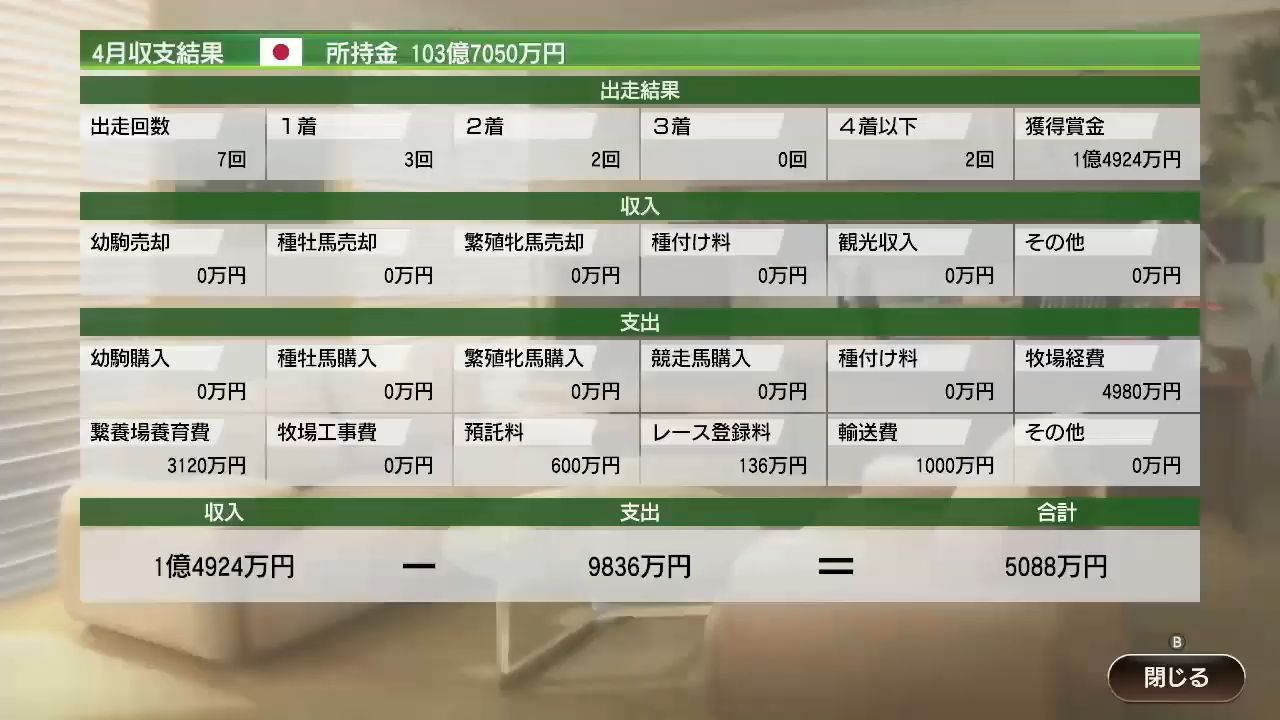 4月収支結果 所持金 103億7050万円
出走結果
出走回数 1着 2着 3着 4着以下 獲得賞金
7回 3回 2回 0回 2回 1億4924万円
収入
幼駒売却 種牡馬売却 繁殖牝馬売却 種付け料 観光収入 その他
0万円 0万円 0万円 0万円 0万円 0万円
支出
幼駒購入 種牡馬購入 繁殖牝馬購入 競走馬購入 種付け料 牧場経費
0万円 0万円 0万円 0万円 0万円 4980万円
繋養場養育費 牧場工事費 預託料 レース登録料 輸送費 その他
3120万円 0万円 600万円 136万円 1000万円 0万円
収入 支出 合計
1億4924万円 － 9836万円 ＝ 5088万円
B
閉じる